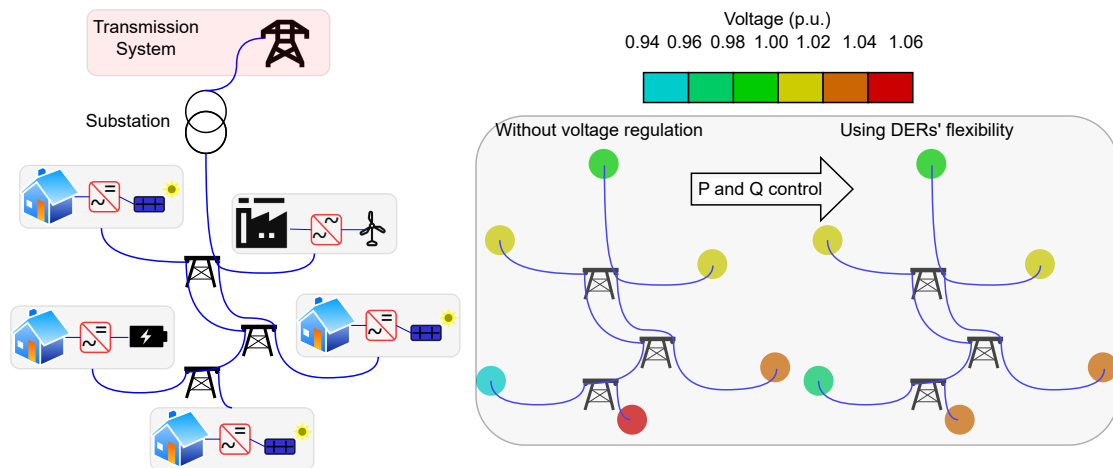 Transmission
System
Substation
Voltage (p.u.)
0.94 0.96 0.98 1.00 1.02 1.04 1.06
Without voltage regulation
Using DERs' flexibility
P and Q control